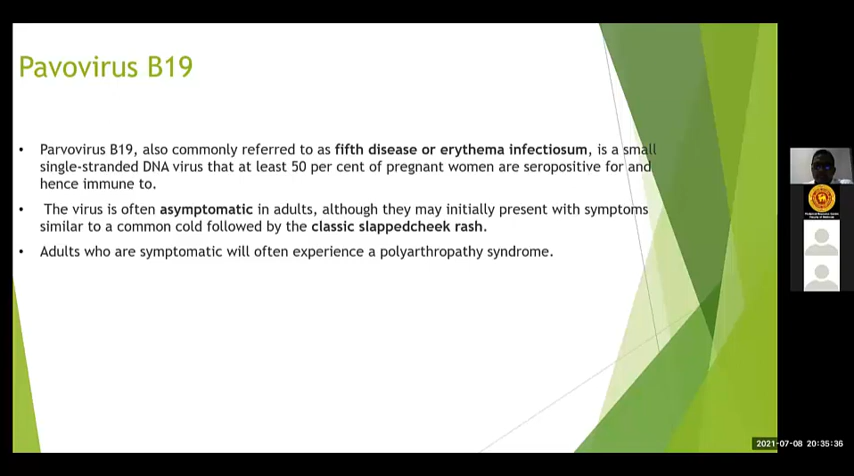 Pavovirus B19
• Parvovirus B19, also commonly referred to as fifth disease or erythema infectiosum, is a small
single-stranded DNA virus that at least 50 per cent of pregnant women are seropositive for and
hence immune to.
• The virus is often asymptomatic in adults, although they may initially present with symptoms
similar to a common cold followed by the classic slappedcheek rash.
• Adults who are symptomatic will often experience a polyarthropathy syndrome.
2021-07-08 20:35:36